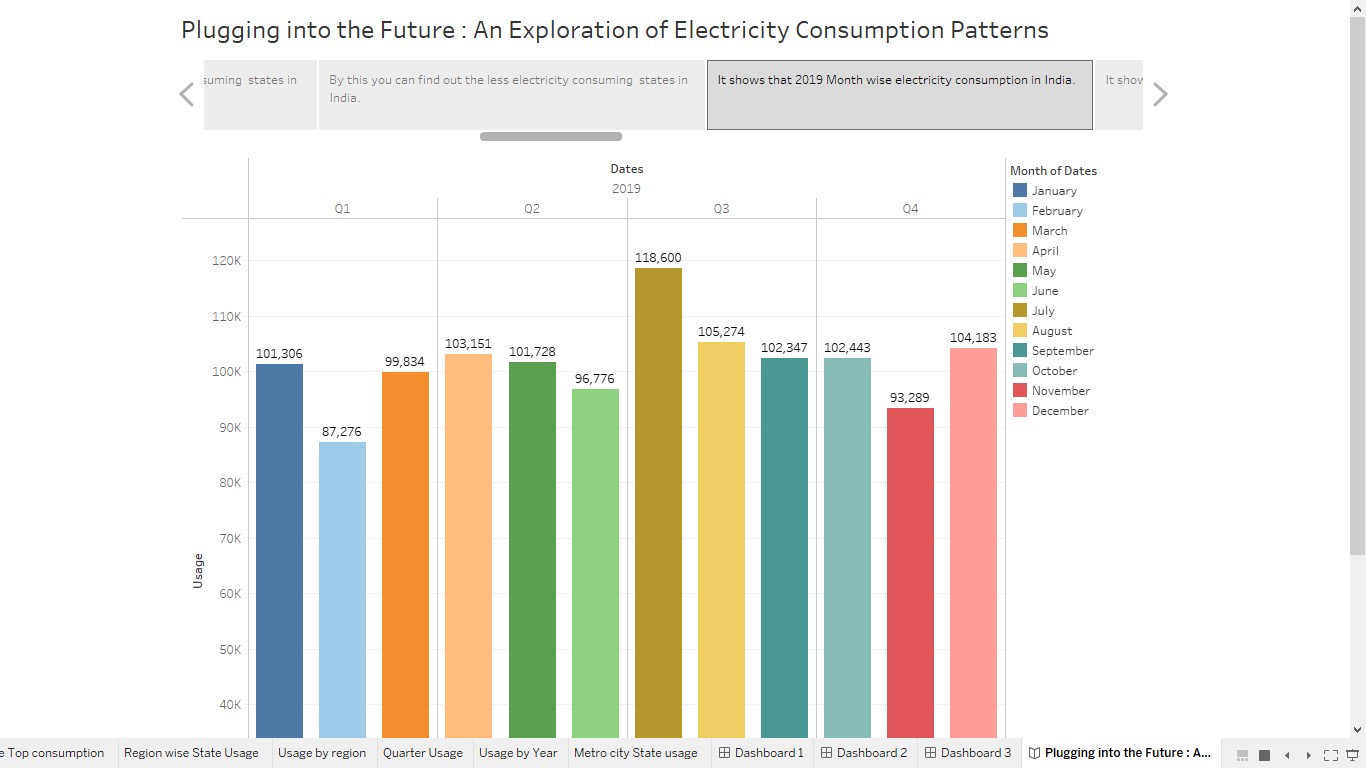 Plugging into the Future : An Exploration of Electricity Consumption Patterns
suming states in
By this you can find out the less electricity consuming states in
India.
It shows that 2019 Month wise electricity consumption in India.
It show
Dates
2019
Q1 Q2 Q3 Q4
Month of Dates
January
February
March
April
May
June
July
August
September
October
November
December
120K
110K
100K
90K
80K
70K
60K
50K
40K
Usage
101,306
87,276
99,834
103,151
101,728
96,776
118,600
105,274
102,347
102,443
93,289
104,183
e Top consumption Region wise State Usage Usage by region Quarter Usage Usage by Year Metro city State usage Dashboard 1 Dashboard 2 Dashboard 3 Plugging into the Future : A...